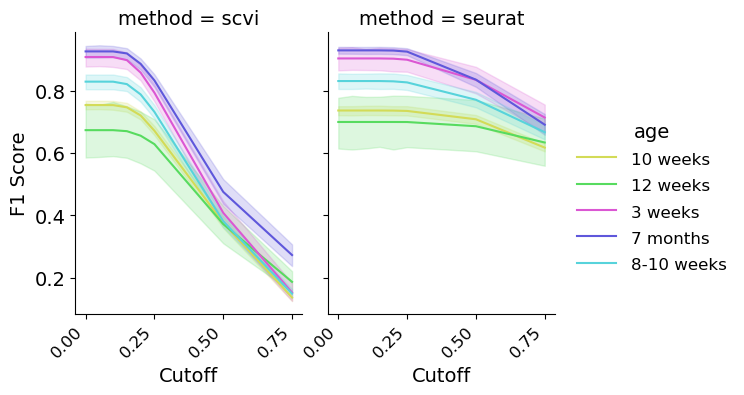 method = scvi
method = seurat
F1 Score
0.8
0.6
0.4
0.2
0.00
0.25
0.50
0.75
0.00
0.25
0.50
0.75
Cutoff
Cutoff
age
10 weeks
12 weeks
3 weeks
7 months
8-10 weeks